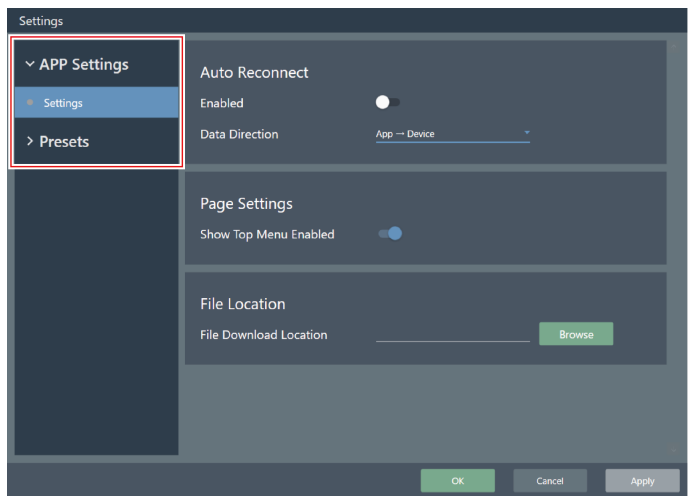 Settings
APP Settings
Settings
Presets
Auto Reconnect
Enabled
Data Direction
App → Device
Page Settings
Show Top Menu Enabled
File Location
File Download Location
Browse
OK
Cancel
Apply